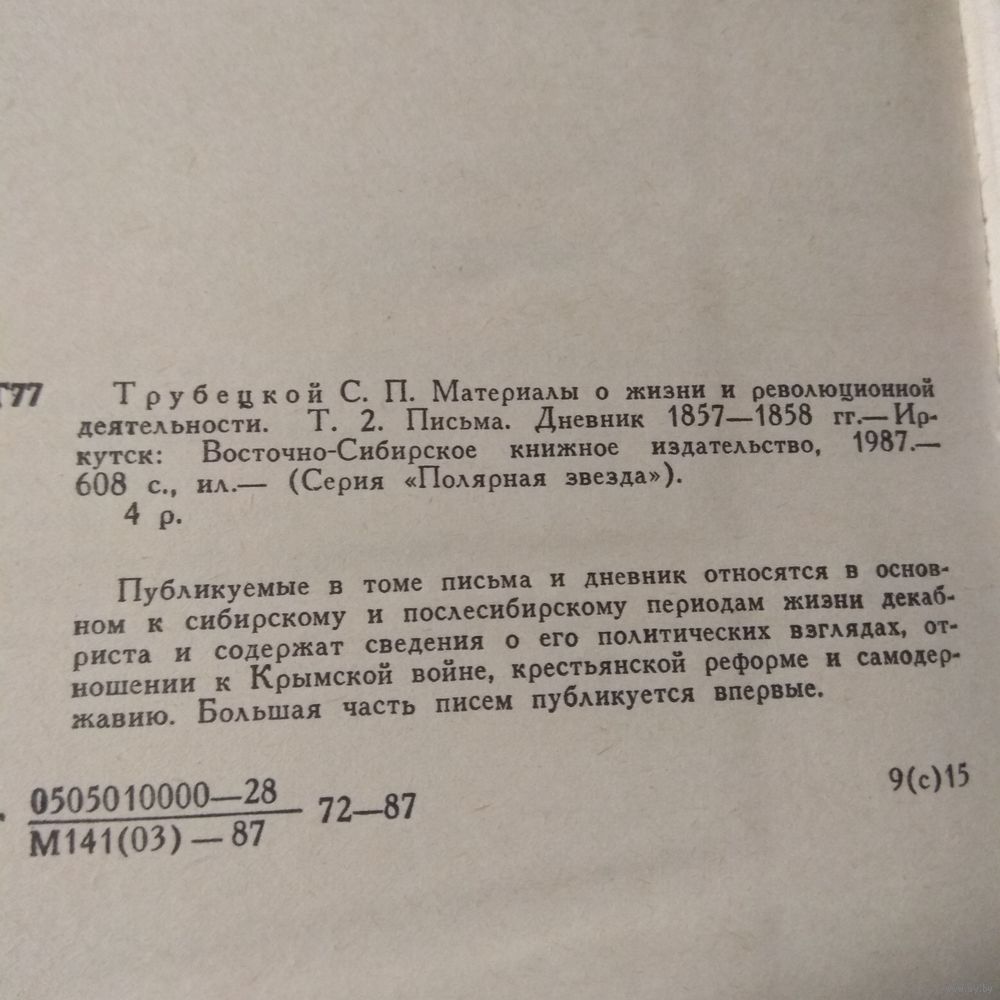 Т77 Трубецкой С. П. Материалы о жизни и революционной
деятельности. Т. 2. Письма. Дневник 1857—1858 гг.—Ир-
кутск: Восточно-Сибирское книжное издательство, 1987.—
608 с., ил.— (Серия «Полярная звезда»).
4 р.
Публикуемые в томе письма и дневник относятся в основ-
ном к сибирскому и послесибирскому периодам жизни декаб-
риста и содержат сведения о его политических взглядах, от-
ношении к Крымской войне, крестьянской реформе и самодер-
жавию. Большая часть писем публикуется впервые.
0505010000—28
М141(03) — 87
72—87
9(с)15